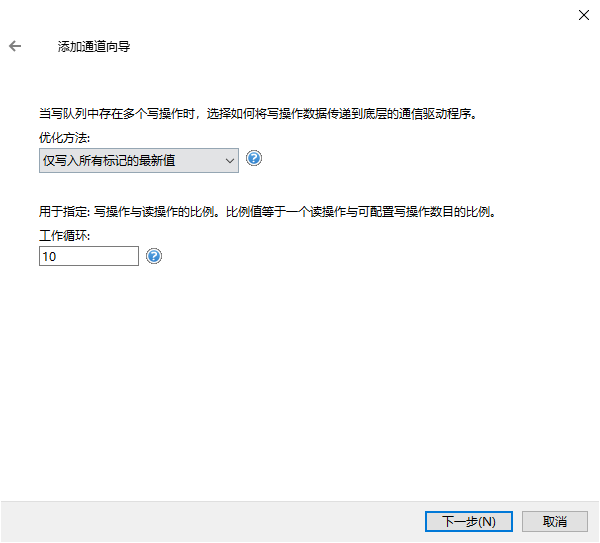 添加通道向导
当写队列中存在多个写操作时，选择如何将写操作数据传递到底层的通信驱动程序。
优化方法:
仅写入所有标记的最新值
用于指定: 写操作与读操作的比例。比例值等于一个读操作与可配置写操作数目的比例。
工作循环:
10
下一步(N)
取消